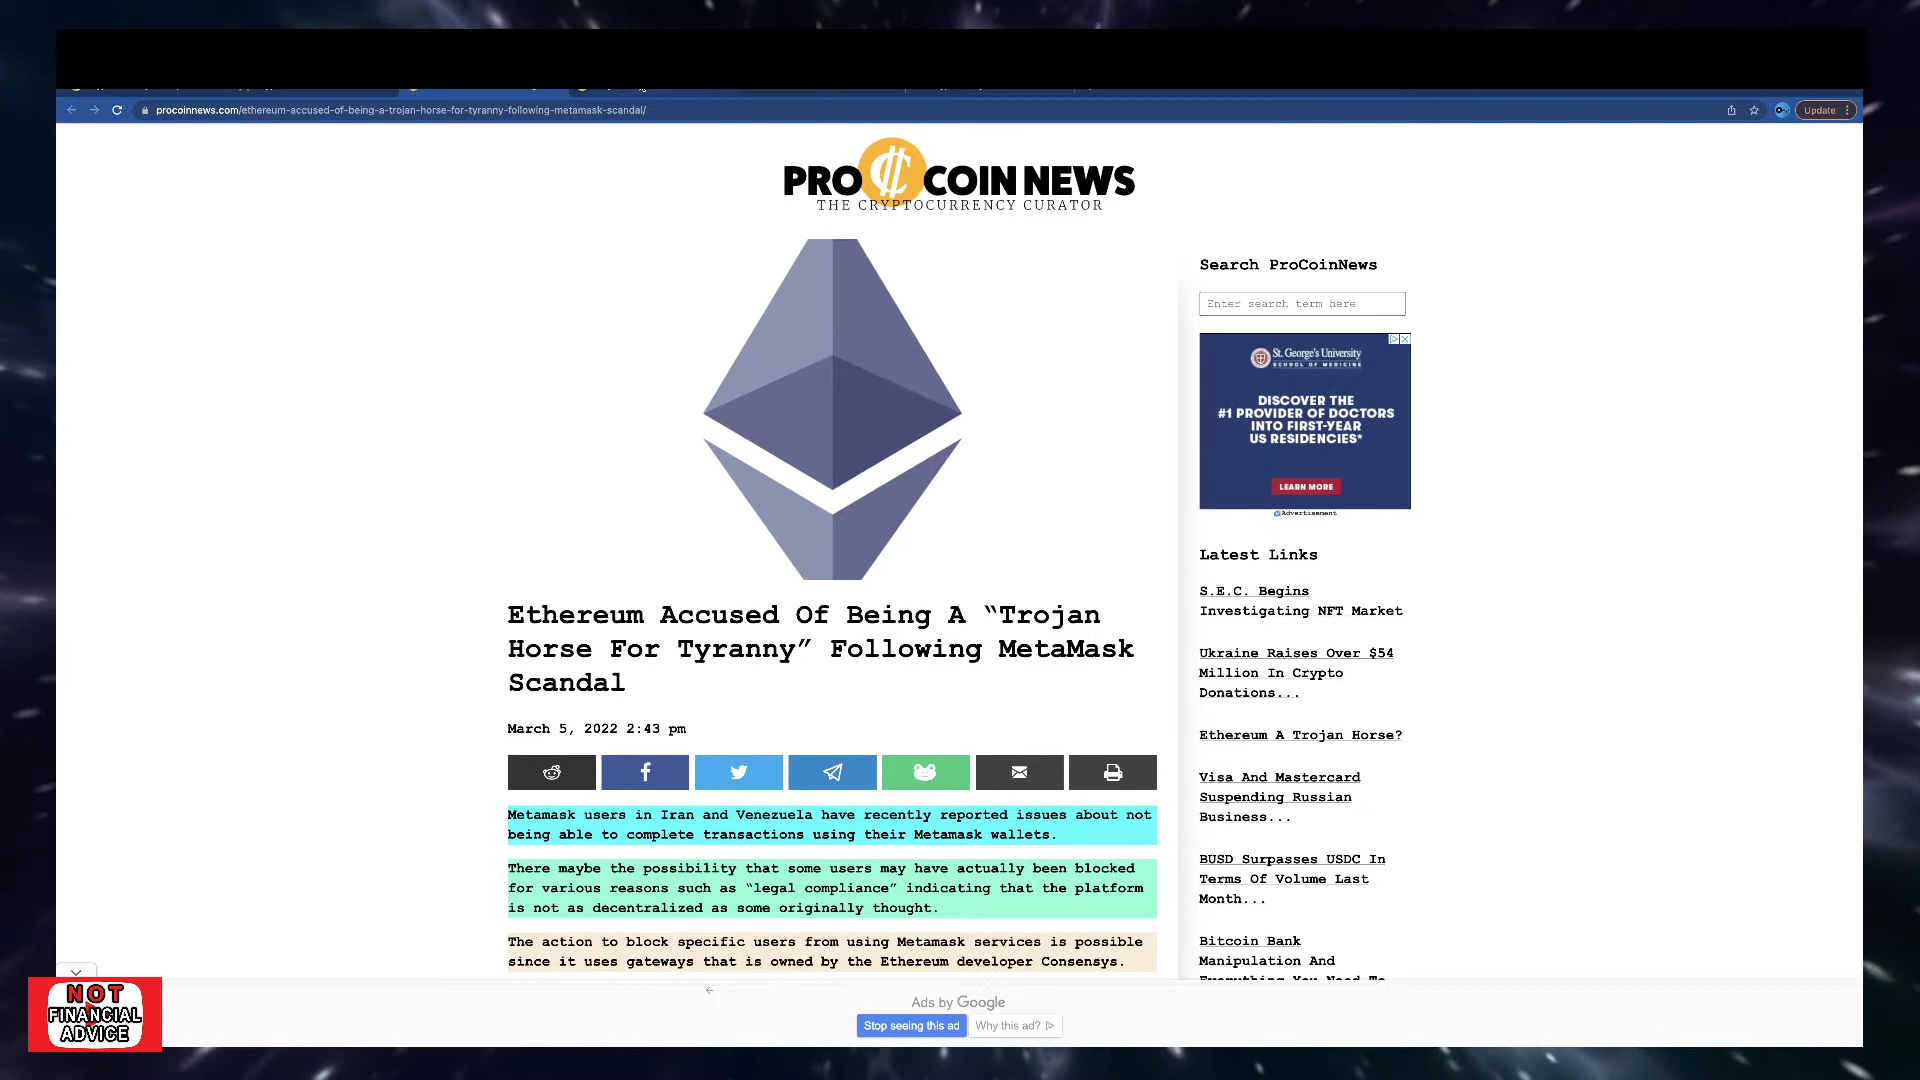 procoinnews.com/ethereum-accused-of-being-a-trojan-horse-for-tyranny-following-metamask-scandal/
Update
PRO COIN NEWS
THE CRYPTOCURRENCY CURATOR
Ethereum Accused Of Being A “Trojan
Horse For Tyranny” Following MetaMask
Scandal
March 5, 2022 2:43 pm
Metamask users in Iran and Venezuela have recently reported issues about not
being able to complete transactions using their Metamask wallets.
There maybe the possibility that some users may have actually been blocked
for various reasons such as “legal compliance” indicating that the platform
is not as decentralized as some originally thought.
The action to block specific users from using Metamask services is possible
since it uses gateways that is owned by the Ethereum developer Consensys.
Search ProCoinNews
Enter search term here
St. George's University
SCHOOL OF MEDICINE
DISCOVER THE
#1 PROVIDER OF DOCTORS
INTO FIRST-YEAR
US RESIDENCIES*
LEARN MORE
Advertisement
Latest Links
S.E.C. Begins
Investigating NFT Market
Ukraine Raises Over $54
Million In Crypto
Donations...
Ethereum A Trojan Horse?
Visa And Mastercard
Suspending Russian
Business...
BUSD Surpasses USDC In
Terms Of Volume Last
Month...
Bitcoin Bank
Manipulation And
Everything You Need To
Ads by Google
Stop seeing this ad
Why this ad?
NOT
FINANCIAL
ADVICE